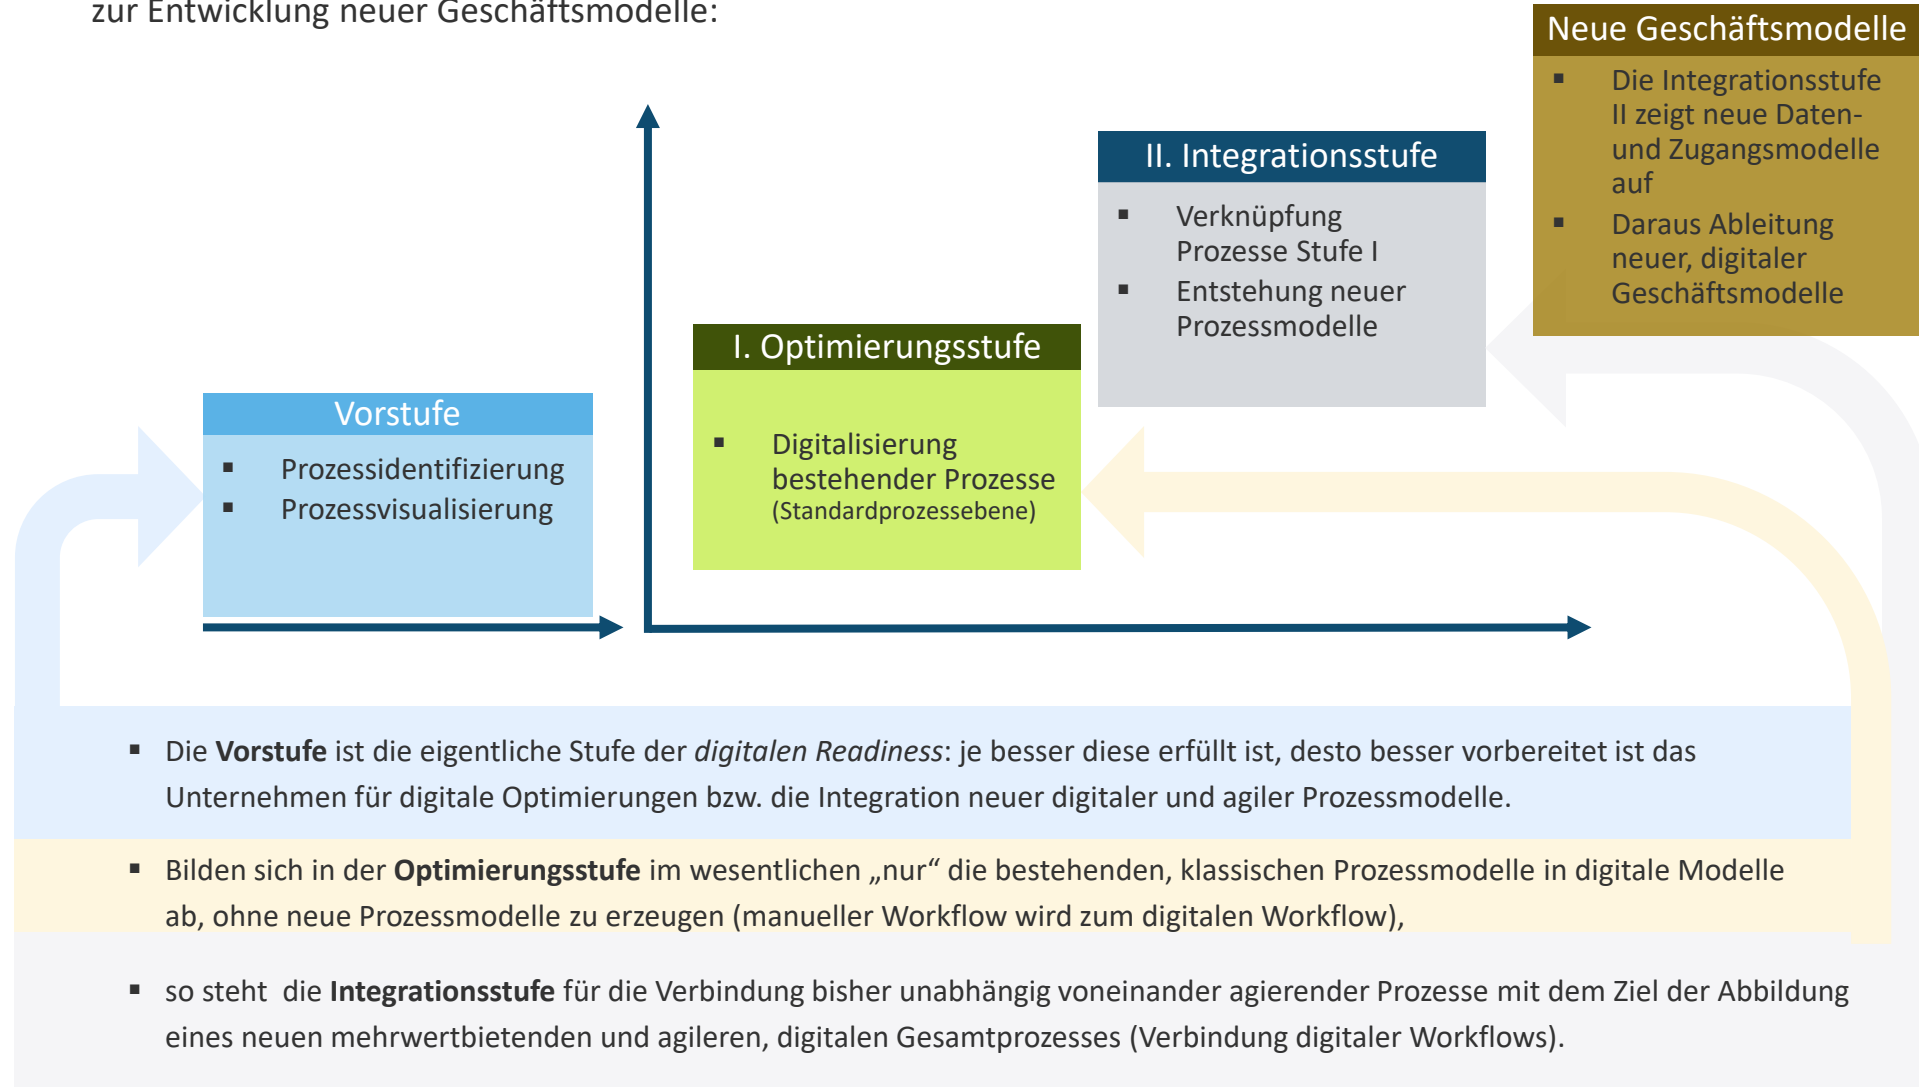 zur Entwicklung neuer Geschäftsmodelle:
Neue Geschäftsmodelle
▪ Die Integrationsstufe
II zeigt neue Daten-
und Zugangsmodelle
auf
▪ Daraus Ableitung
neuer, digitaler
Geschäftsmodelle
II. Integrationsstufe
▪ Verknüpfung
Prozesse Stufe I
▪ Entstehung neuer
Prozessmodelle
I. Optimierungsstufe
▪ Digitalisierung
bestehender Prozesse
(Standardprozessebene)
Vorstufe
▪ Prozessidentifizierung
▪ Prozessvisualisierung
▪ Die Vorstufe ist die eigentliche Stufe der digitalen Readiness: je besser diese erfüllt ist, desto besser vorbereitet ist das
Unternehmen für digitale Optimierungen bzw. die Integration neuer digitaler und agiler Prozessmodelle.
▪ Bilden sich in der Optimierungsstufe im wesentlichen „nur“ die bestehenden, klassischen Prozessmodelle in digitale Modelle
ab, ohne neue Prozessmodelle zu erzeugen (manueller Workflow wird zum digitalen Workflow),
▪ so steht die Integrationsstufe für die Verbindung bisher unabhängig voneinander agierender Prozesse mit dem Ziel der Abbildung
eines neuen mehrwertbietenden und agileren, digitalen Gesamtprozesses (Verbindung digitaler Workflows).